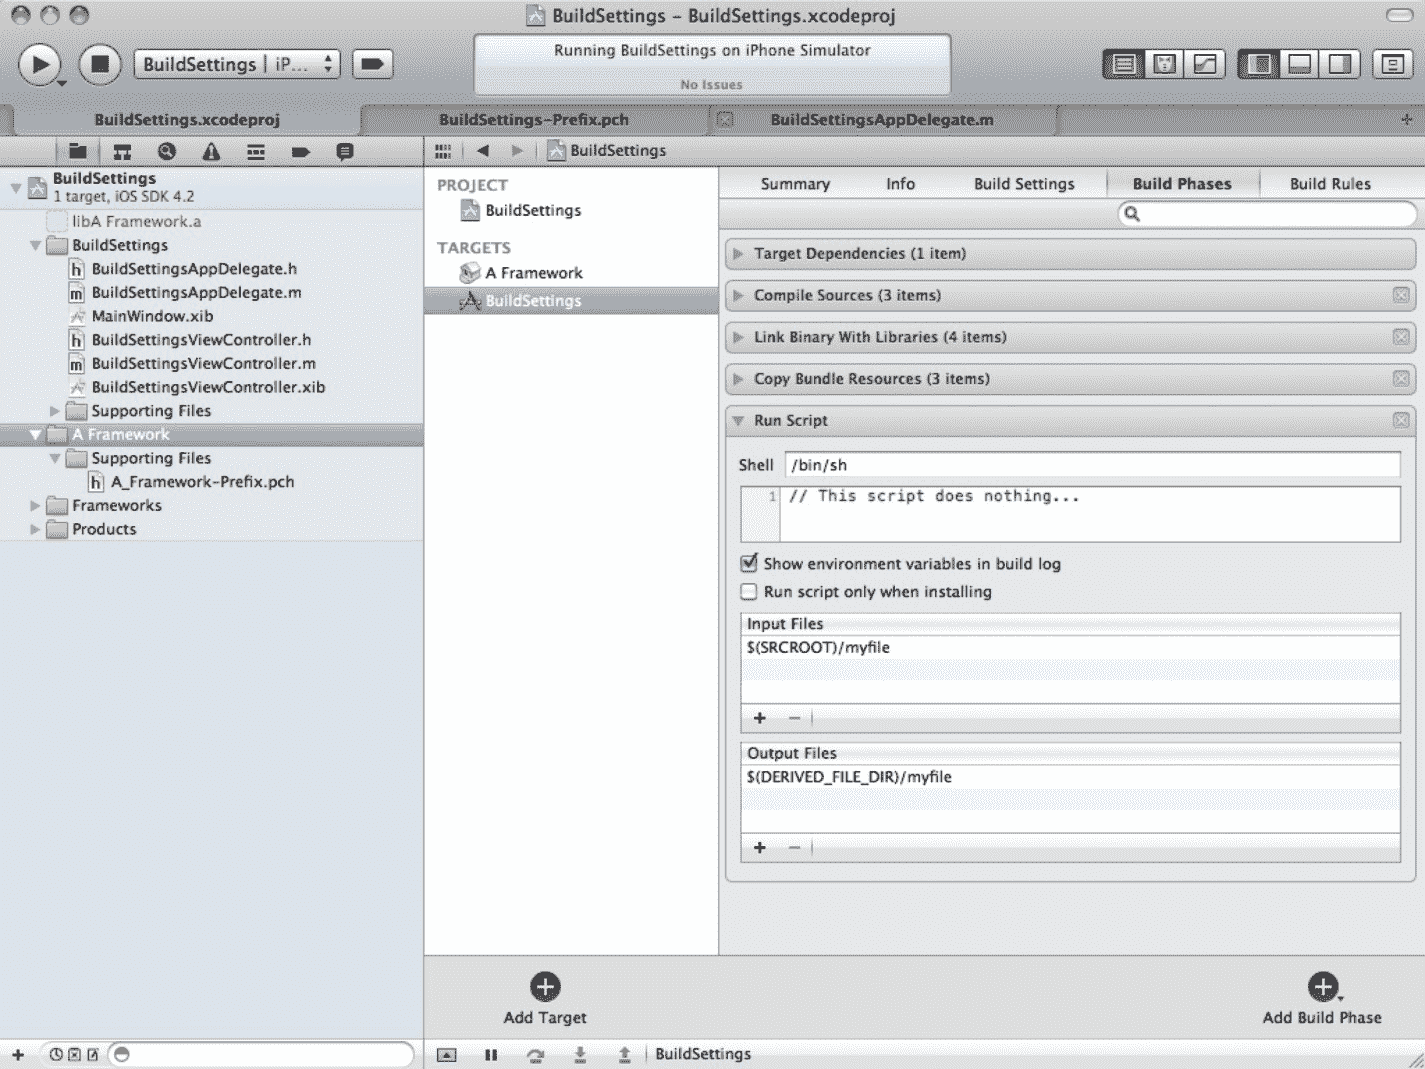 BuildSettings – BuildSettings.xcodeproj
BuildSettings | iP...
Running BuildSettings on iPhone Simulator
No Issues
BuildSettings.xcodeproj
BuildSettings-Prefix.pch
BuildSettingsAppDelegate.m
BuildSettings
BuildSettings
1 target, iOS SDK 4.2
libA Framework.a
BuildSettings
BuildSettingsAppDelegate.h
BuildSettingsAppDelegate.m
MainWindow.xib
BuildSettingsViewController.h
BuildSettingsViewController.m
BuildSettingsViewController.xib
Supporting Files
A Framework
Supporting Files
A_Framework-Prefix.pch
Frameworks
Products
PROJECT
BuildSettings
TARGETS
A Framework
BuildSettings
Summary
Info
Build Settings
Build Phases
Build Rules
Target Dependencies (1 item)
Compile Sources (3 items)
Link Binary With Libraries (4 items)
Copy Bundle Resources (3 items)
Run Script
Shell /bin/sh
1 // This script does nothing...
Show environment variables in build log
Run script only when installing
Input Files
$(SRCROOT)/myfile
Output Files
$(DERIVED_FILE_DIR)/myfile
Add Target
Add Build Phase
BuildSettings